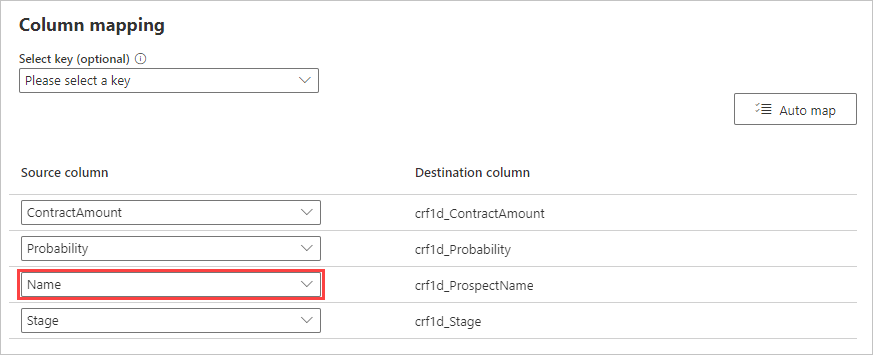 Column mapping
Select key (optional)
Please select a key
Auto map
Source column Destination column
ContractAmount crf1d_ContractAmount
Probability crf1d_Probability
Name crf1d_ProspectName
Stage crf1d_Stage